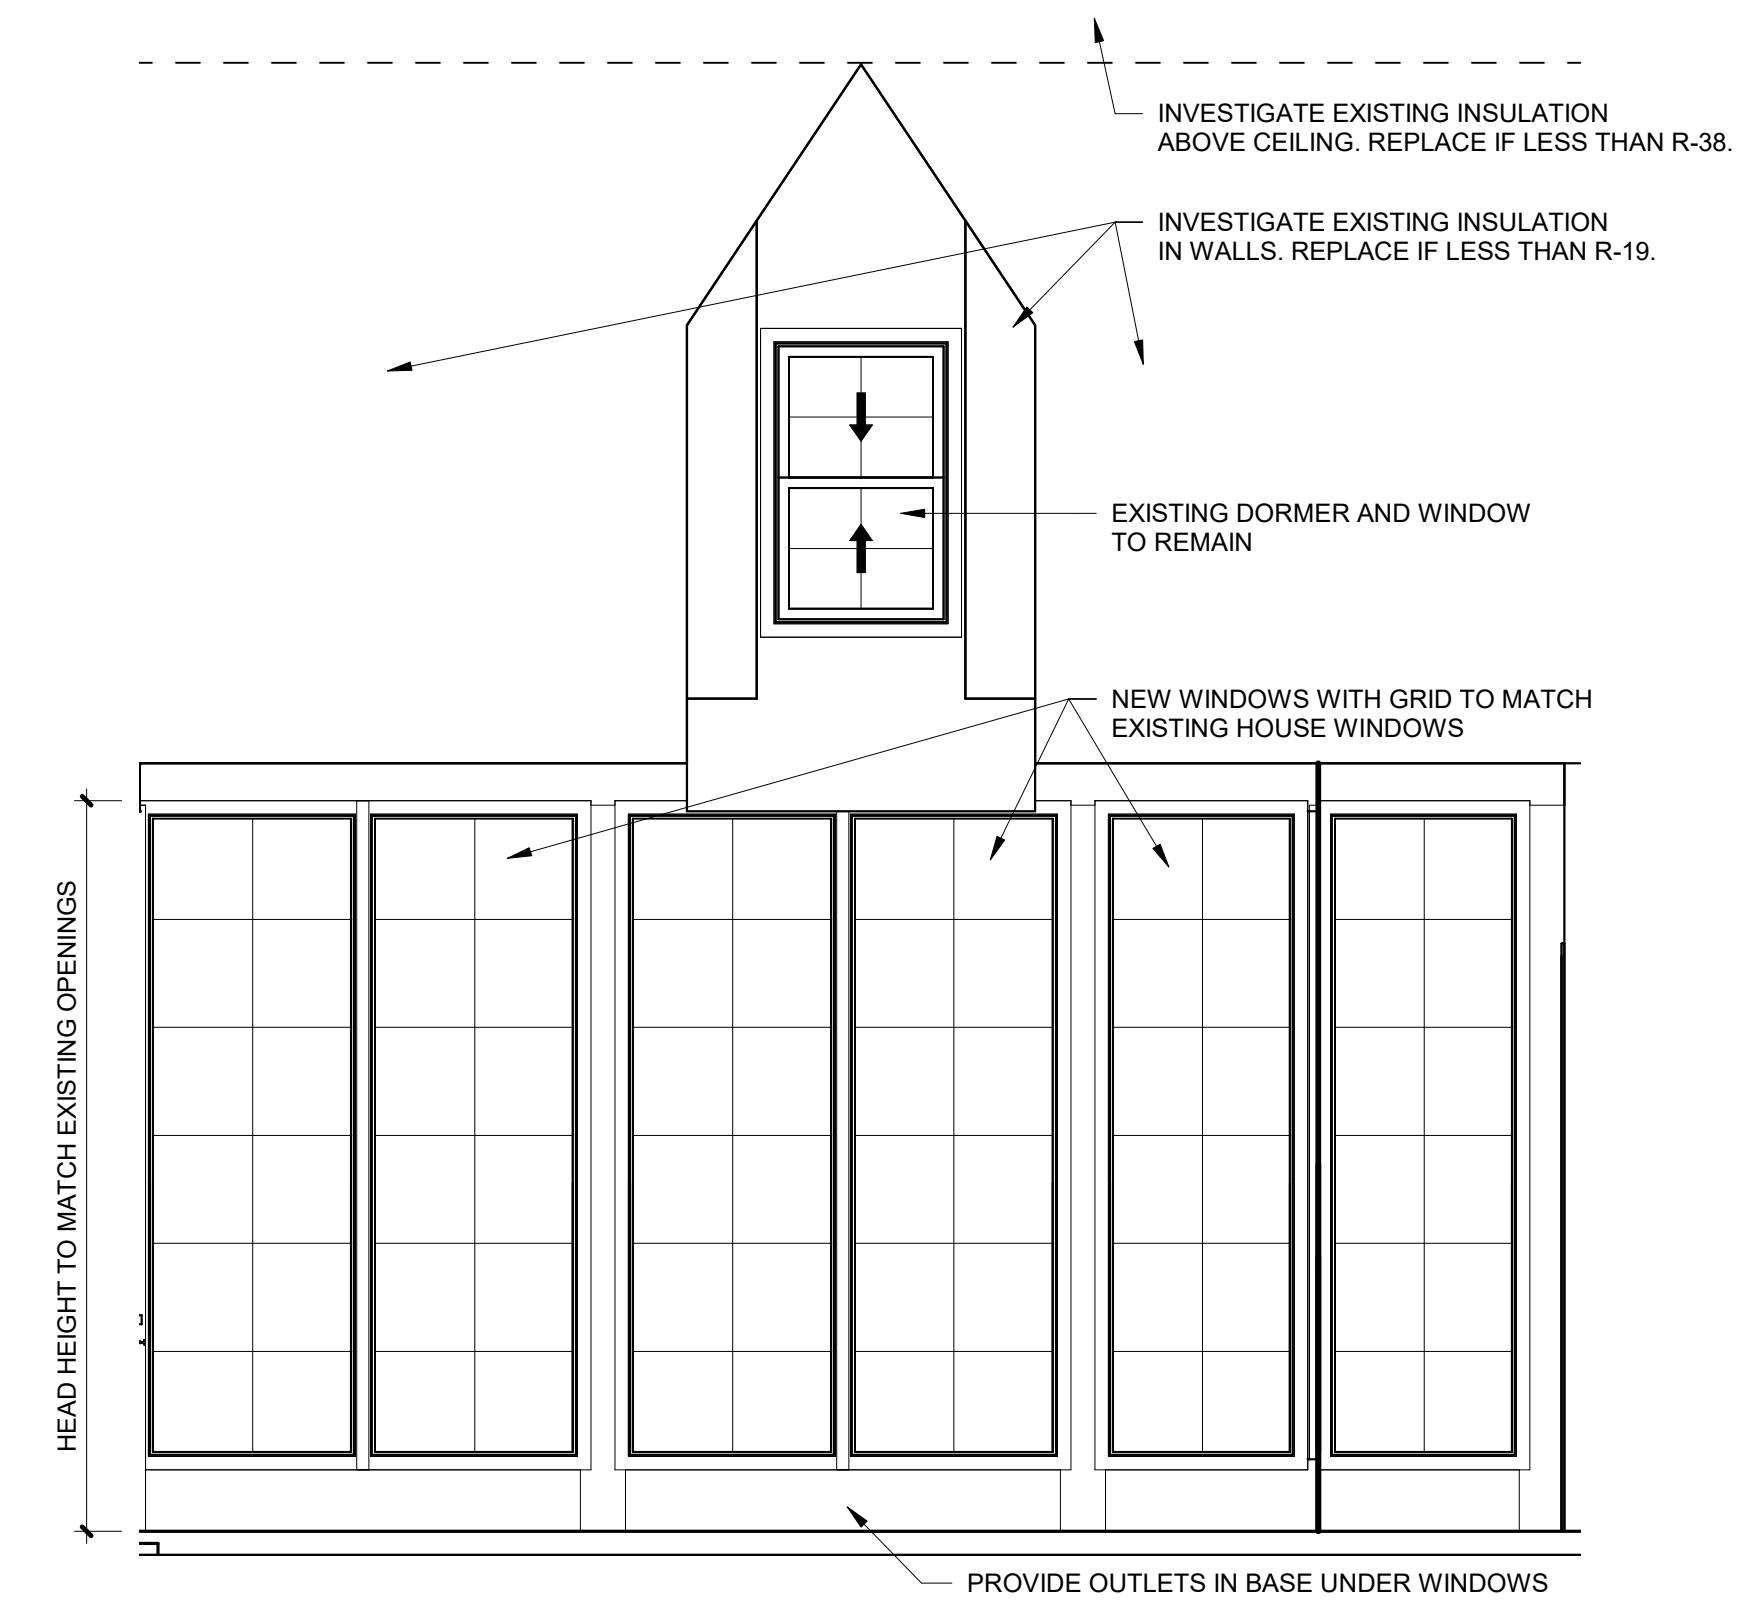 INVESTIGATE EXISTING INSULATION
ABOVE CEILING. REPLACE IF LESS THAN R-38.
INVESTIGATE EXISTING INSULATION
IN WALLS. REPLACE IF LESS THAN R-19.
EXISTING DORMER AND WINDOW
TO REMAIN
NEW WINDOWS WITH GRID TO MATCH
EXISTING HOUSE WINDOWS
HEAD HEIGHT TO MATCH EXISTING OPENINGS
PROVIDE OUTLETS IN BASE UNDER WINDOWS